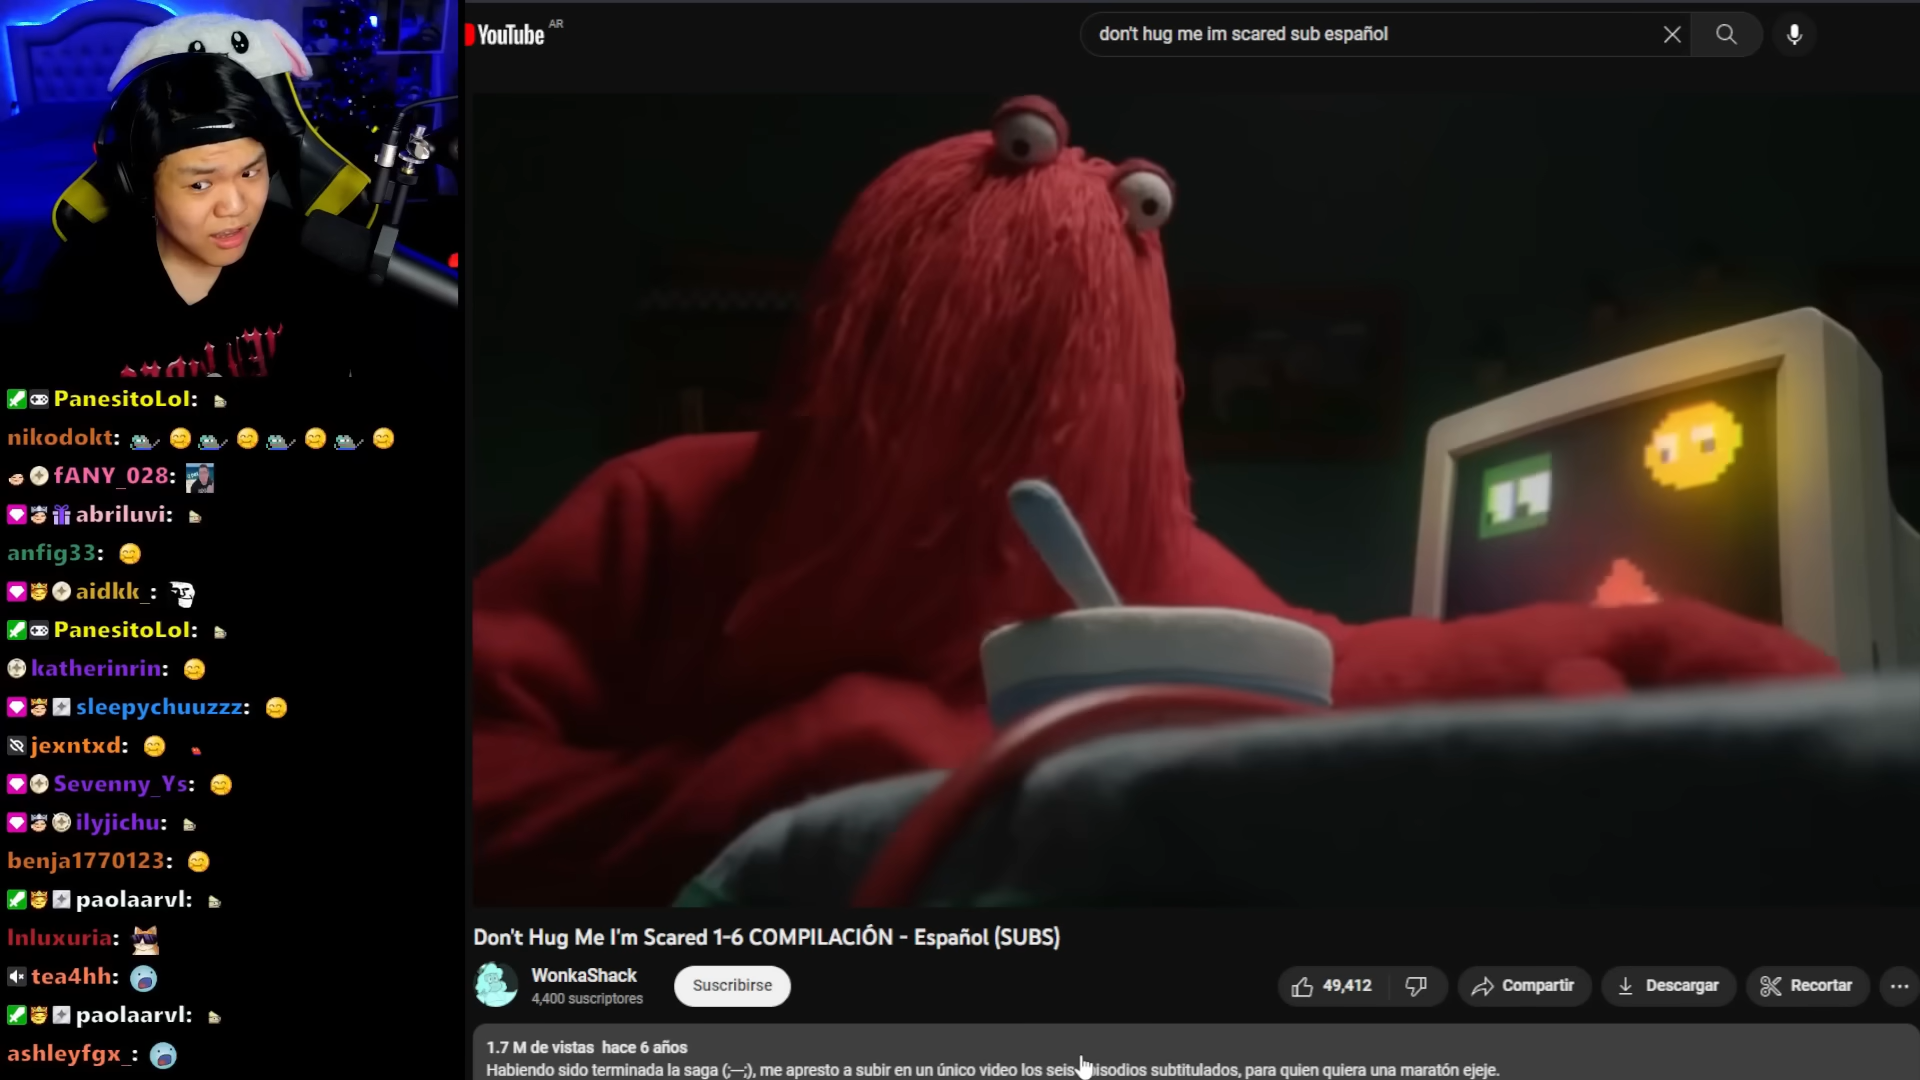 YouTube AR
don't hug me im scared sub español
PanesitoLol:
nikodokt:
fANY_028:
abriluvi:
anfig33:
aidkk_:
PanesitoLol:
katherinrin:
sleepychuuzzz:
jexntxd:
Sevenny_Ys:
ilyjichu:
benja1770123:
paolaarvl:
lnluxuria:
tea4hh:
paolaarvl:
ashleyfgx_:
Don't Hug Me I'm Scared 1-6 COMPILACIÓN - Español (SUBS)
WonkaShack
4,400 suscriptores
Suscribirse
49,412
Compartir
Descargar
Recortar
1.7 M de vistas hace 6 años
Habiendo sido terminada la saga (;—;), me apresto a subir en un único video los seis subtitulados, para quien quiera una maratón ejeje.